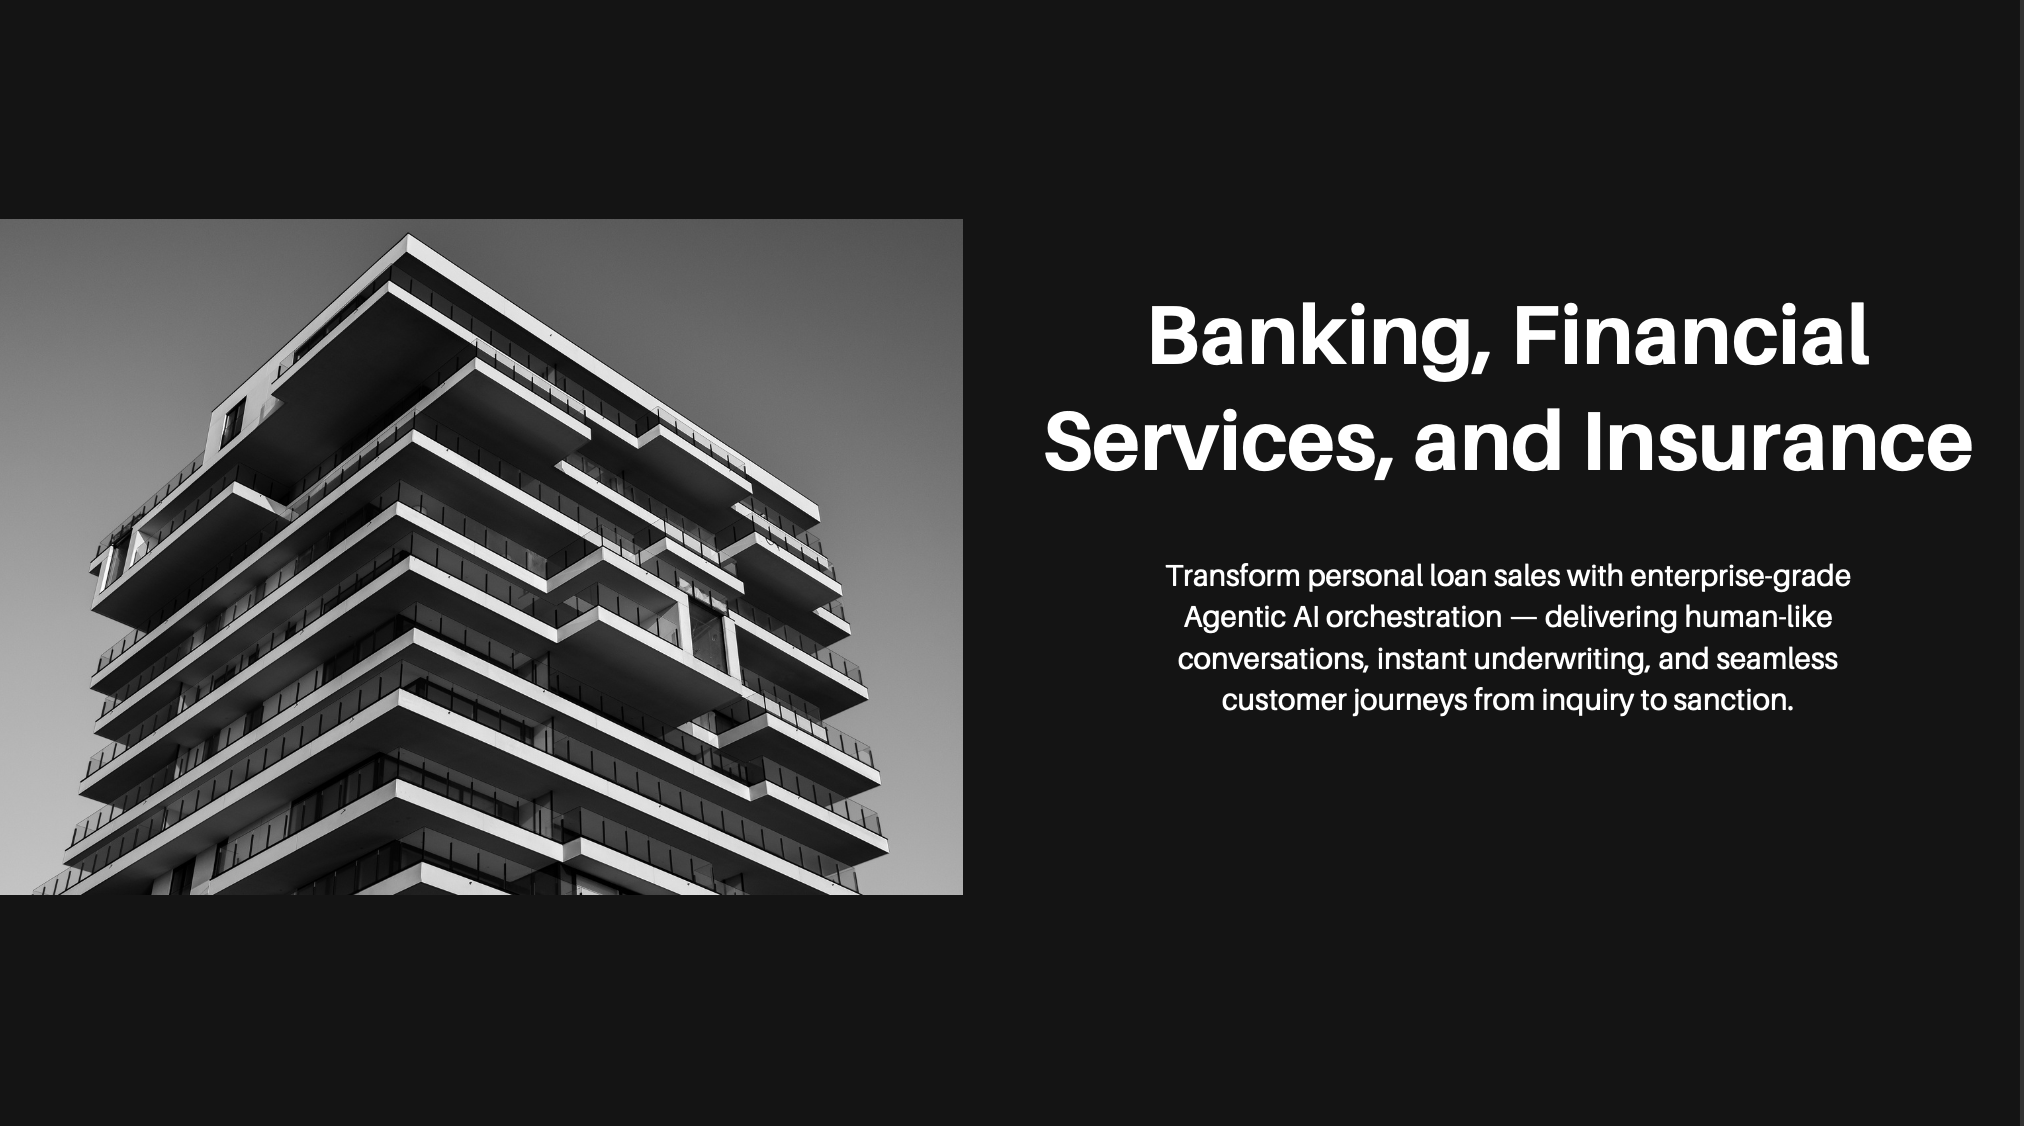 Banking, Financial
Services, and Insurance
Transform personal loan sales with enterprise-grade
Agentic AI orchestration — delivering human-like
conversations, instant underwriting, and seamless
customer journeys from inquiry to sanction.